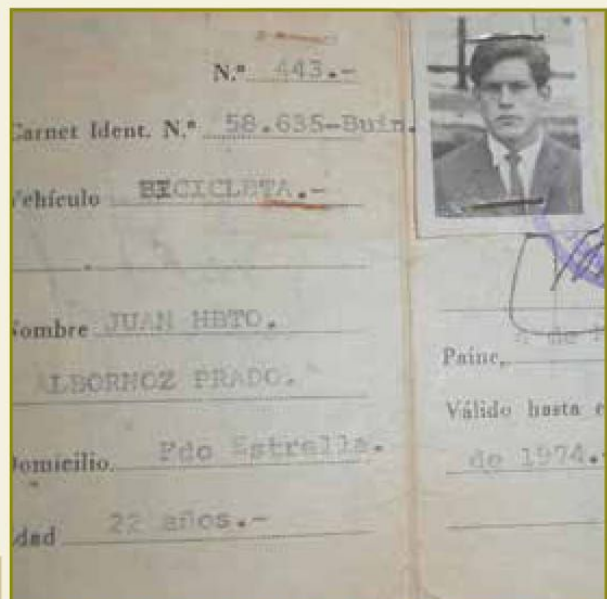 N.º 443.-
Carnet Ident. N.º 58.635-Buin.
Vehículo BICICLETA.-
Nombre JUAN HBTO.
ALBORNOZ PRADO.
Domicilio. Fdo Estrella.
Edad 22 años.-
Paine,
Válido hasta
de 1974.-